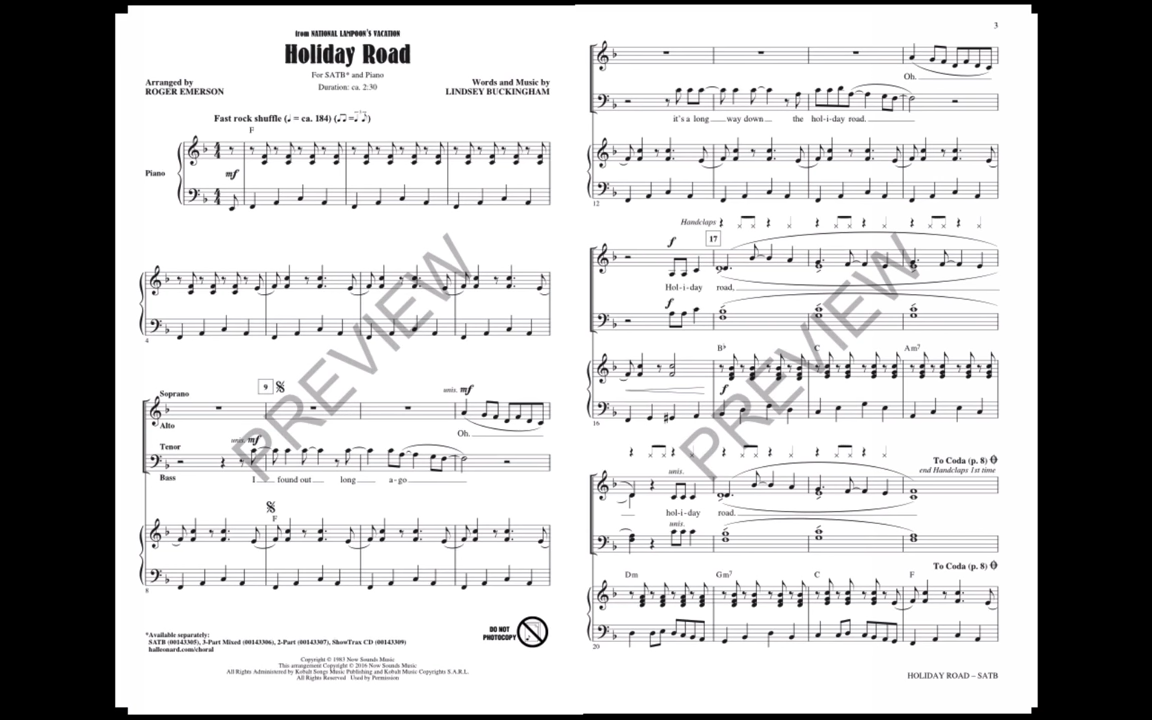 from NATIONAL LAMPOON'S VACATION
Holiday Road
For SATB* and Piano
Duration: ca. 2:30
Arranged by
ROGER EMERSON
Words and Music by
LINDSEY BUCKINGHAM
Fast rock shuffle (♩ = ca. 184)
F
Piano
mf
4
9
Soprano
Alto
unis. mf
Oh.
Tenor
unis. mf
Bass
I found out long a-go
F
8
*Available separately:
SATB (00143305), 3-Part Mixed (00143306), 2-Part (00143307), ShowTrax CD (00143309)
halleonard.com/choral
DO NOT
PHOTOCOPY
Copyright © 1983 Now Sounds Music
This arrangement Copyright © 2016 Now Sounds Music
All Rights Administered by Kobalt Songs Music Publishing and Kobalt Music Copyrights S.A.R.L.
All Rights Reserved Used by Permission
PREVIEW
3
Oh.
it's a long way down the hol-i-day road.
12
Handclaps
f
17
Hol-i-day road,
f
B♭ C Am7
f
16
To Coda (p. 8)
end Handclaps 1st time
unis.
hol-i-day road.
unis.
To Coda (p. 8)
Dm Gm7 C F
20
HOLIDAY ROAD – SATB
PREVIEW